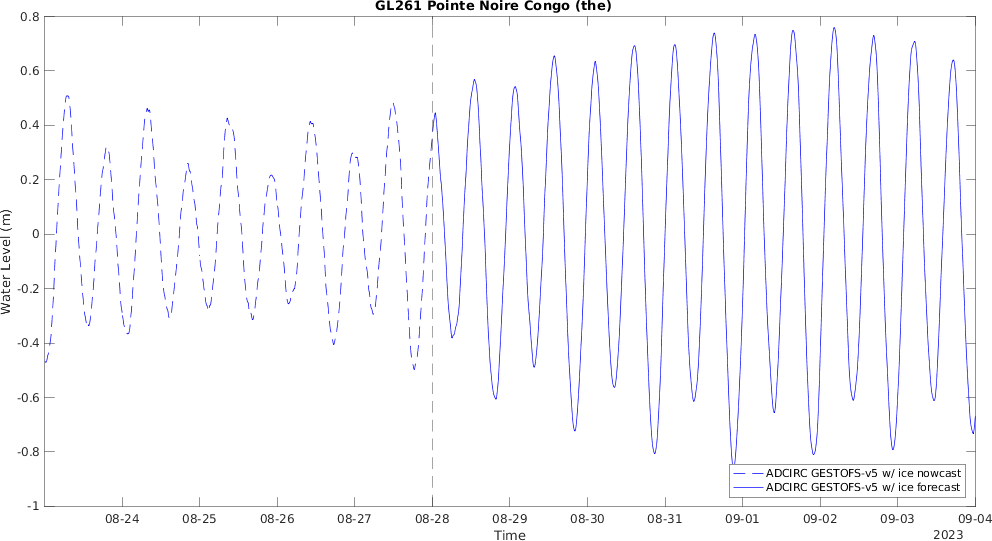 GL261 Pointe Noire Congo (the)
0.8
0.6
0.4
0.2
0
-0.2
-0.4
-0.6
-0.8
-1
Water Level (m)
ADCIRC GESTOFS-v5 w/ ice nowcast
ADCIRC GESTOFS-v5 w/ ice forecast
08-24 08-25 08-26 08-27 08-28 08-29 08-30 08-31 09-01 09-02 09-03 09-04
Time
2023